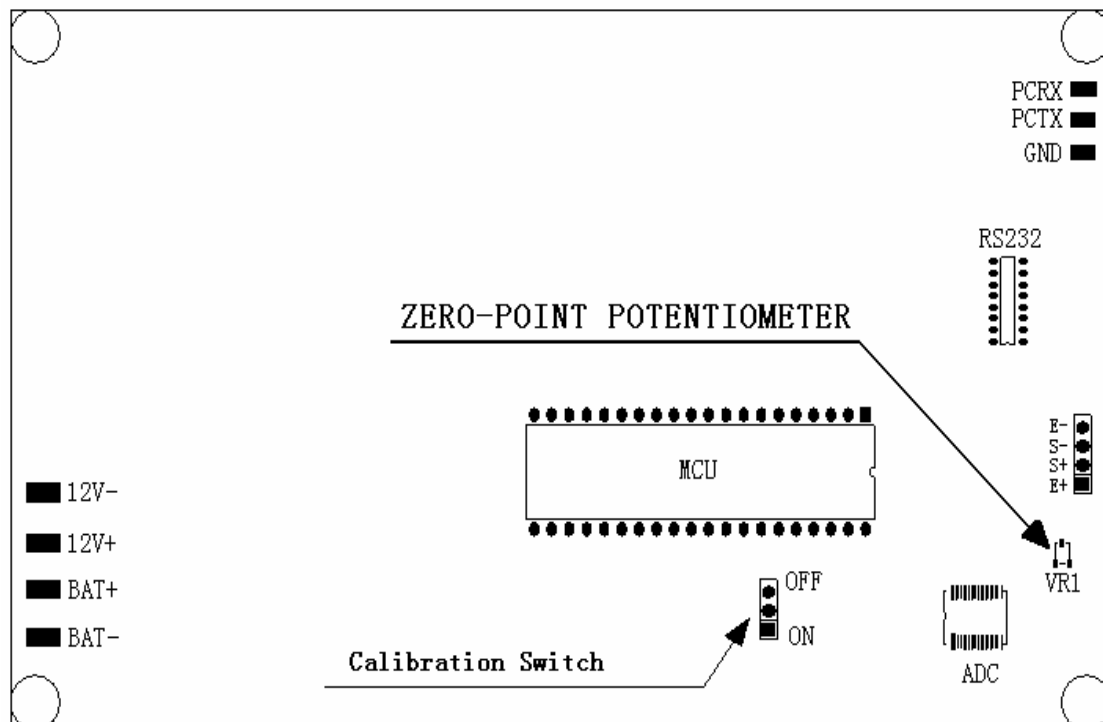 PCRX
PCTX
GND
RS232
ZERO-POINT POTENTIOMETER
E-
S-
S+
E+
MCU
12V-
12V+
BAT+
BAT-
VR1
OFF
ON
Calibration Switch
ADC